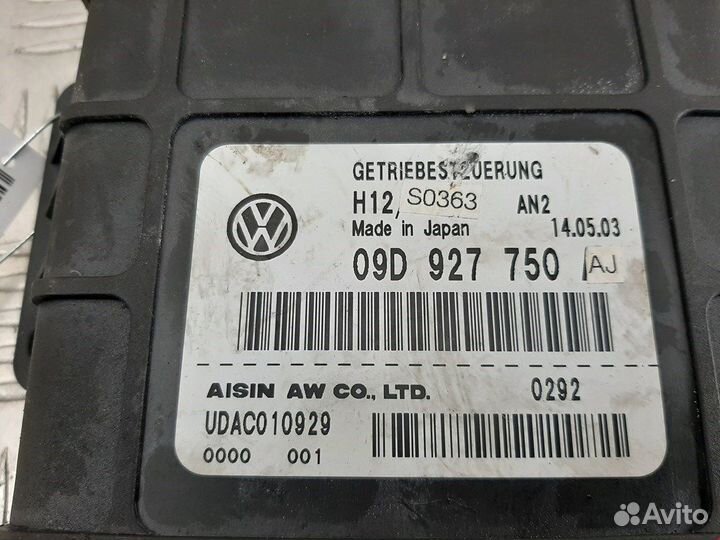 GETRIEBESTEUERUNG
H12, S0363 AN2
Made in Japan 14.05.03
09D 927 750 AJ
AISIN AW CO., LTD. 0292
UDAC010929
0000 001
Avito